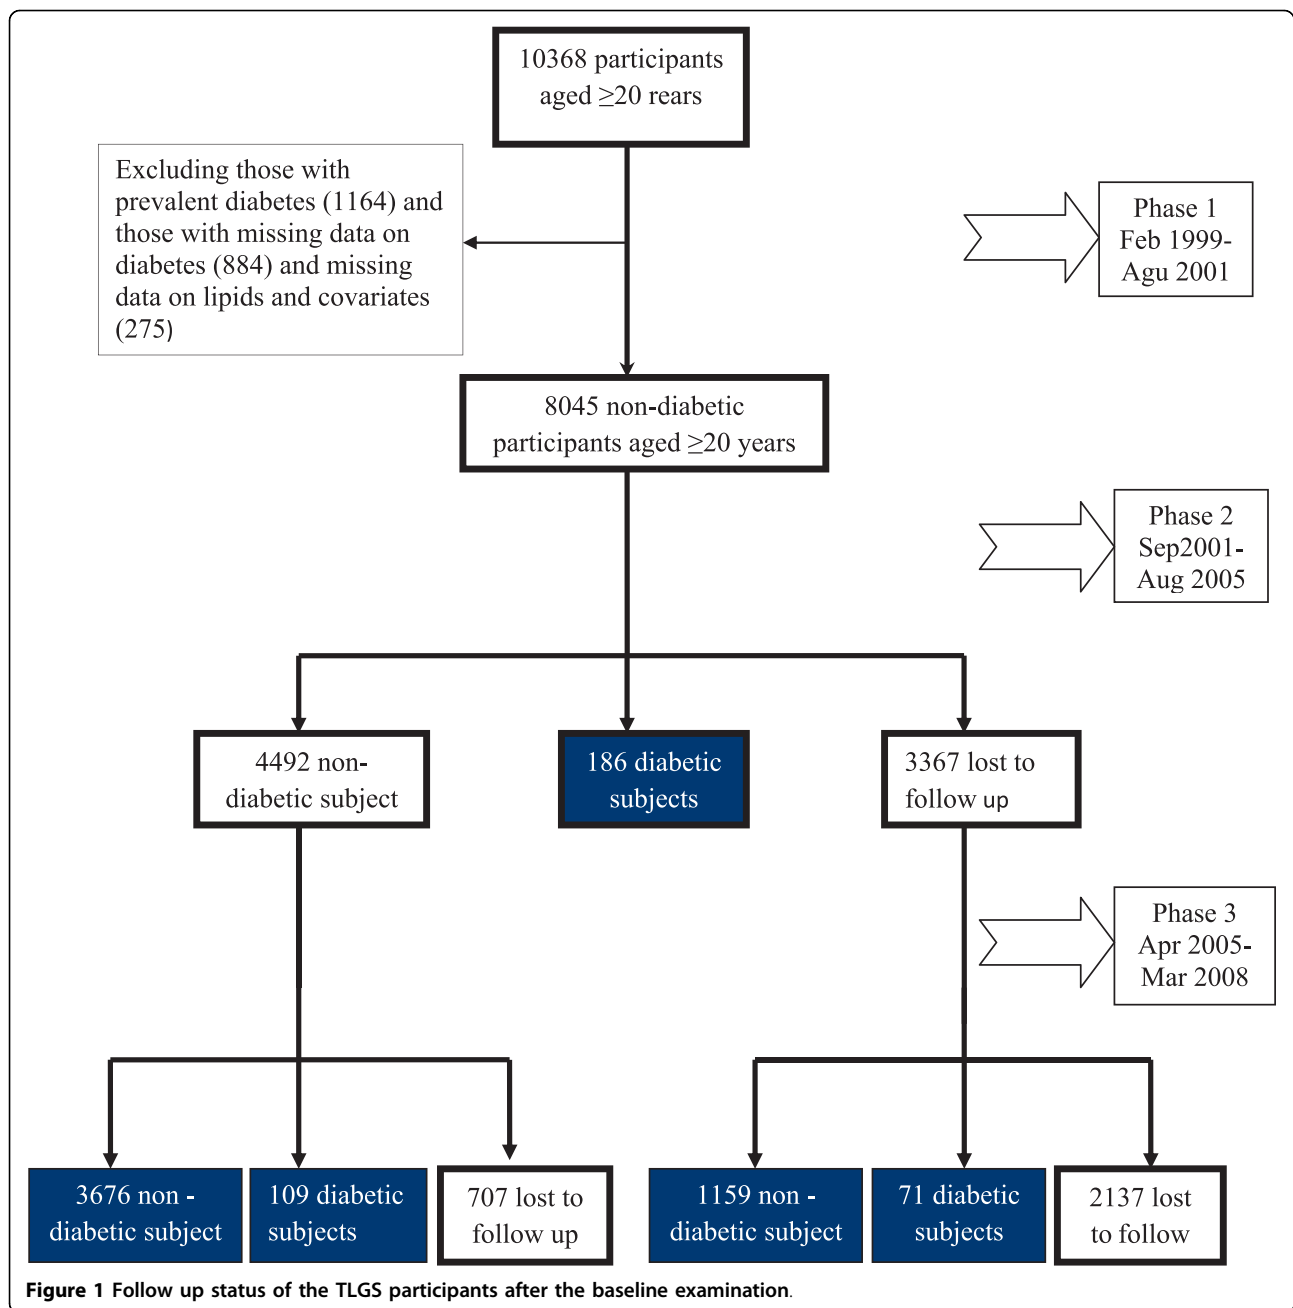 10368 participants
aged ≥20 rears
Excluding those with
prevalent diabetes (1164) and
those with missing data on
diabetes (884) and missing
data on lipids and covariates
(275)
Phase 1
Feb 1999-
Agu 2001
8045 non-diabetic
participants aged ≥20 years
Phase 2
Sep2001-
Aug 2005
4492 non-
diabetic subject
186 diabetic
subjects
3367 lost to
follow up
Phase 3
Apr 2005-
Mar 2008
3676 non -
diabetic subject
109 diabetic
subjects
707 lost to
follow up
1159 non -
diabetic subject
71 diabetic
subjects
2137 lost
to follow
Figure 1 Follow up status of the TLGS participants after the baseline examination.